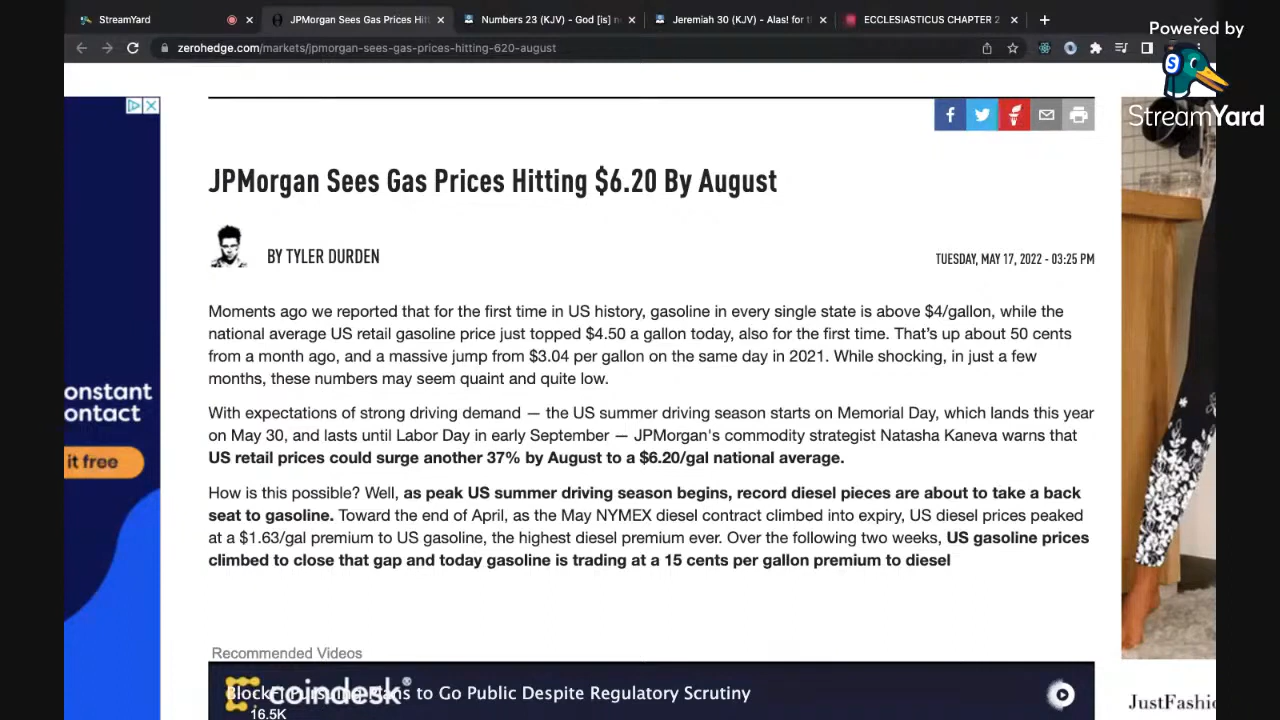 StreamYard
JPMorgan Sees Gas Prices Hitt
Numbers 23 (KJV) - God [is] n
Jeremiah 30 (KJV) - Alas! for t
ECCLESIASTICUS CHAPTER 2
Powered by
StreamYard
zerohedge.com/markets/jpmorgan-sees-gas-prices-hitting-620-august
JPMorgan Sees Gas Prices Hitting $6.20 By August
BY TYLER DURDEN
TUESDAY, MAY 17, 2022 - 03:25 PM
Moments ago we reported that for the first time in US history, gasoline in every single state is above $4/gallon, while the
national average US retail gasoline price just topped $4.50 a gallon today, also for the first time. That's up about 50 cents
from a month ago, and a massive jump from $3.04 per gallon on the same day in 2021. While shocking, in just a few
months, these numbers may seem quaint and quite low.
With expectations of strong driving demand — the US summer driving season starts on Memorial Day, which lands this year
on May 30, and lasts until Labor Day in early September — JPMorgan's commodity strategist Natasha Kaneva warns that
US retail prices could surge another 37% by August to a $6.20/gal national average.
How is this possible? Well, as peak US summer driving season begins, record diesel pieces are about to take a back
seat to gasoline. Toward the end of April, as the May NYMEX diesel contract climbed into expiry, US diesel prices peaked
at a $1.63/gal premium to US gasoline, the highest diesel premium ever. Over the following two weeks, US gasoline prices
climbed to close that gap and today gasoline is trading at a 15 cents per gallon premium to diesel
onstant
ontact
it free
Recommended Videos
coindesk
to Go Public Despite Regulatory Scrutiny
16.5K
JustFashio